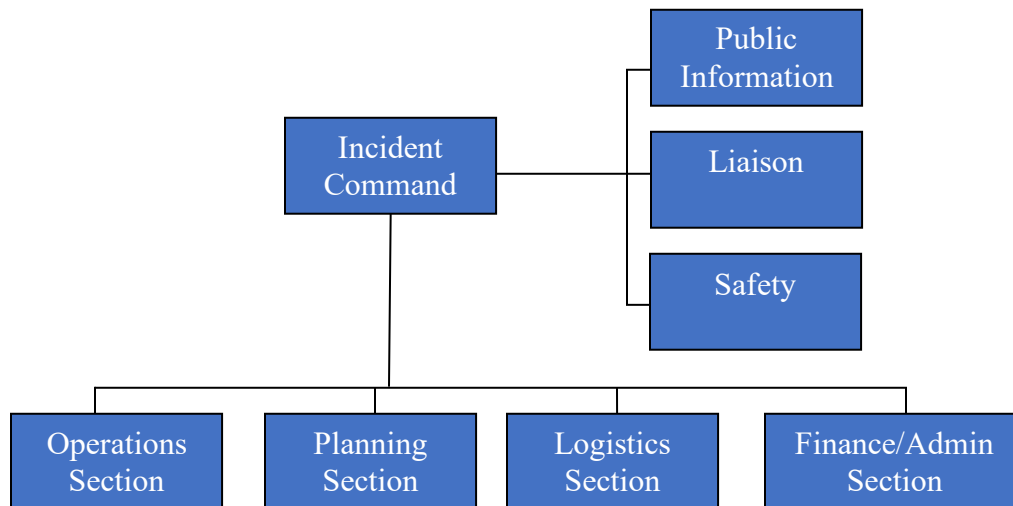 Public
Information
Incident
Command
Liaison
Safety
Operations
Section
Planning
Section
Logistics
Section
Finance/Admin
Section